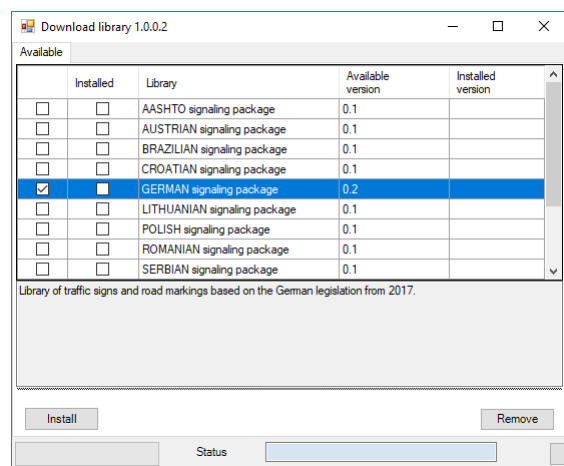 Download library 1.0.0.2
Available
Installed Library Available version Installed version
AASHTO signaling package 0.1
AUSTRIAN signaling package 0.1
BRAZILIAN signaling package 0.1
CROATIAN signaling package 0.1
GERMAN signaling package 0.2
LITHUANIAN signaling package 0.1
POLISH signaling package 0.1
ROMANIAN signaling package 0.1
SERBIAN signaling package 0.1
Library of traffic signs and road markings based on the German legislation from 2017.
Install Remove
Status